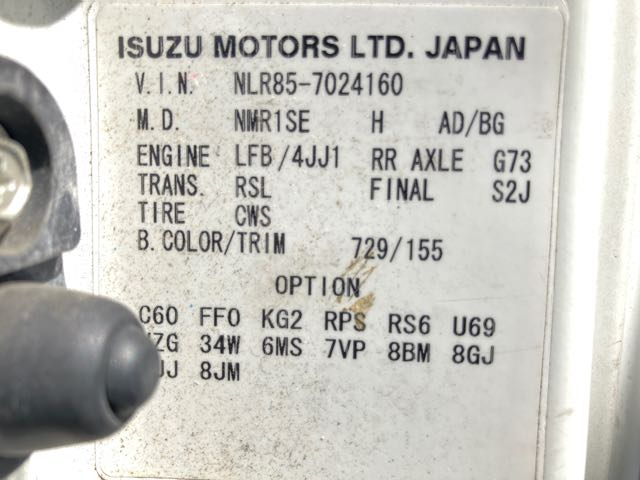 ISUZU MOTORS LTD. JAPAN
V.I.N. NLR85-7024160
M.D. NMR1SE H AD/BG
ENGINE LFB/4JJ1 RR AXLE G73
TRANS. RSL FINAL S2J
TIRE CWS
B.COLOR/TRIM 729/155
OPTION
C60 FF0 KG2 RPS RS6 U69
34W 6MS 7VP 8BM 8GJ
8JM